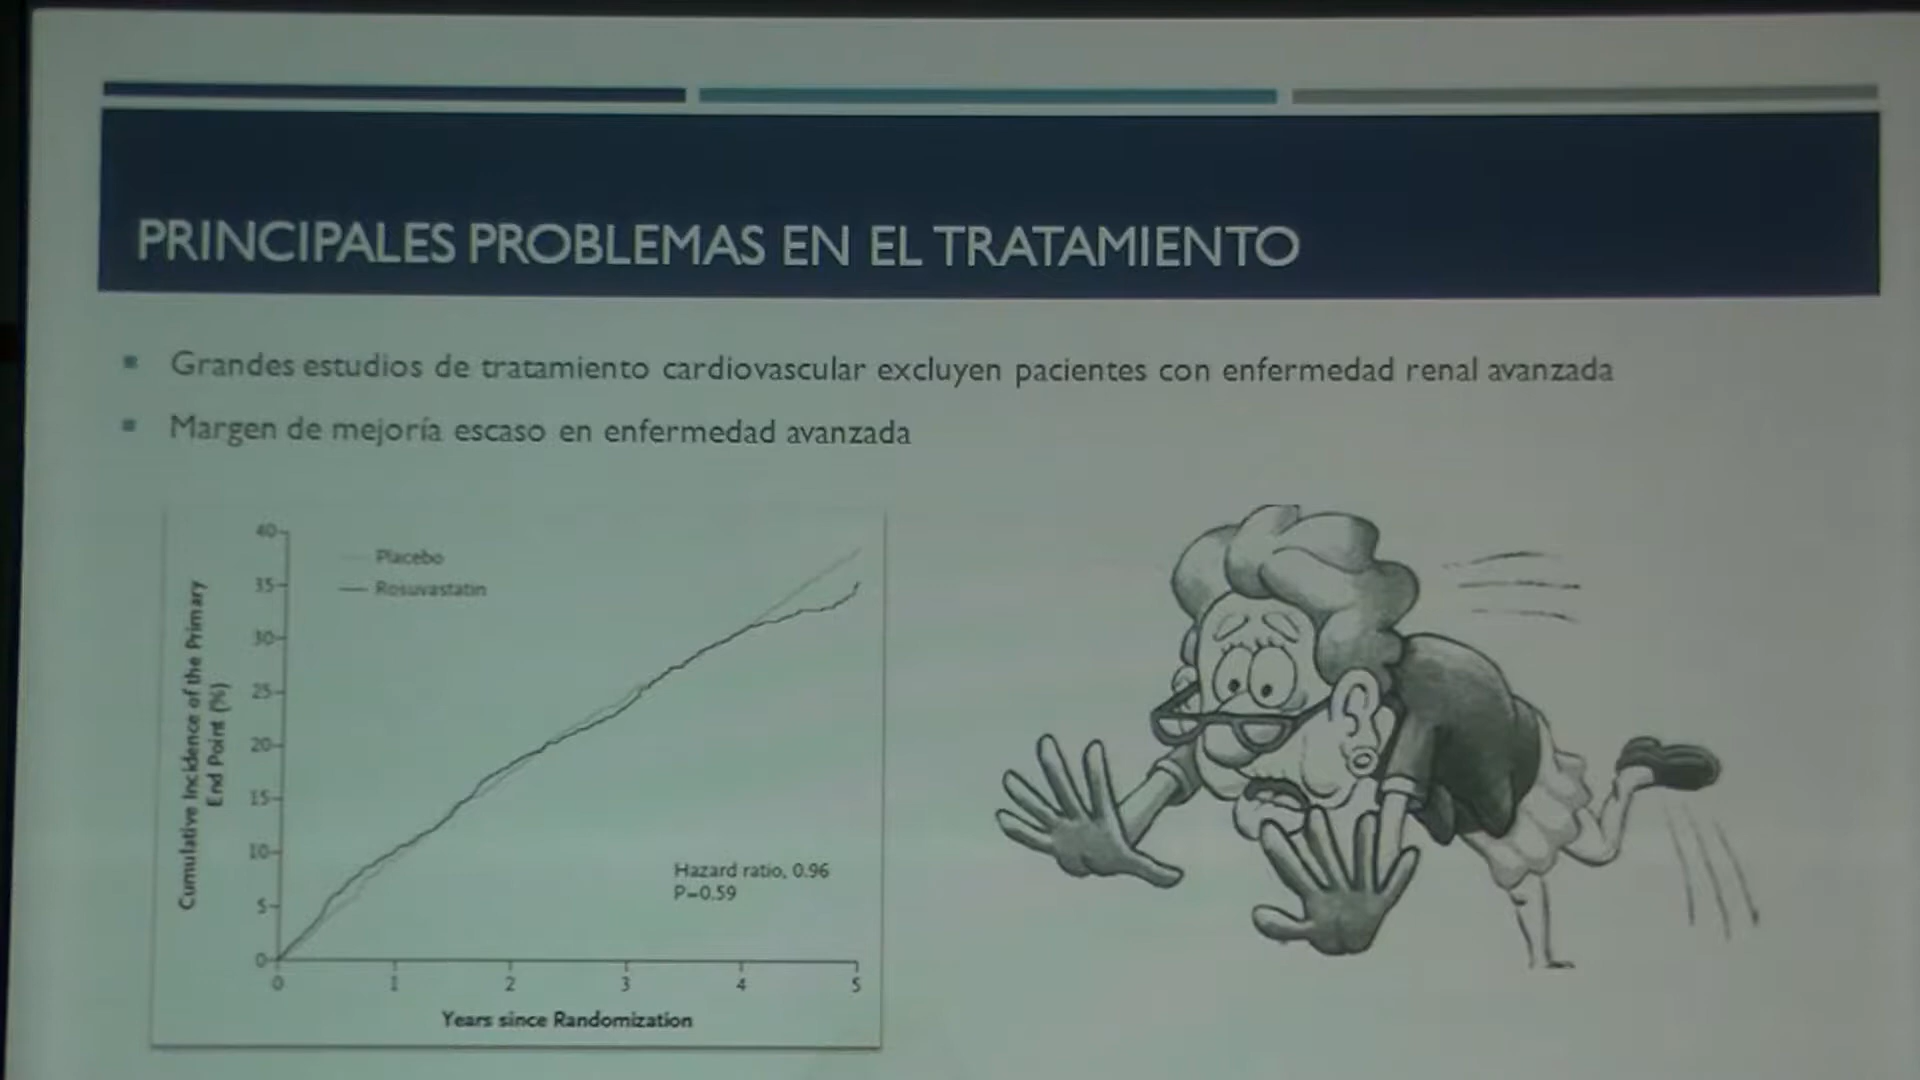 PRINCIPALES PROBLEMAS EN EL TRATAMIENTO
Grandes estudios de tratamiento cardiovascular excluyen pacientes con enfermedad renal avanzada
Margen de mejoría escaso en enfermedad avanzada
Cumulative Incidence of the Primary
End Point (%)
40
35
30
25
20
15
10
5
0
Placebo
Rosuvastatin
Hazard ratio, 0.96
P=0.59
0 1 2 3 4 5
Years since Randomization